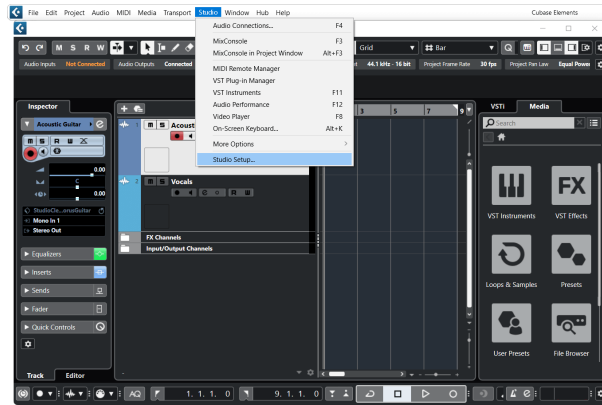 File Edit Project Audio MIDI Media Transport Studio Window Hub Help Cubase Elements
Audio Connections... F4
MixConsole F3
MixConsole in Project Window Alt+F3
MIDI Remote Manager
VST Plug-in Manager
VST Instruments F11
Audio Performance F12
Video Player F8
On-Screen Keyboard... Alt+K
More Options
Studio Setup...
M S R W
Grid
Bar
Audio Inputs Not Connected Audio Outputs Connected
44.1 kHz - 16 bit Project Frame Rate 30 fps Project Pan Law Equal Power
Inspector
Acoustic Guitar
M S R W
0.00
C
0.00
Mono In 1
Stereo Out
Equalizers
Inserts
Sends
Fader
Quick Controls
Track Editor
M S Acoust
M S Vocals
FX Channels
Input/Output Channels
3 5 7 9
VSTi Media
Search
VST Instruments
FX
VST Effects
Loops & Samples
Presets
User Presets
File Browser
AQ 1. 1. 1. 0 9. 1. 1. 0